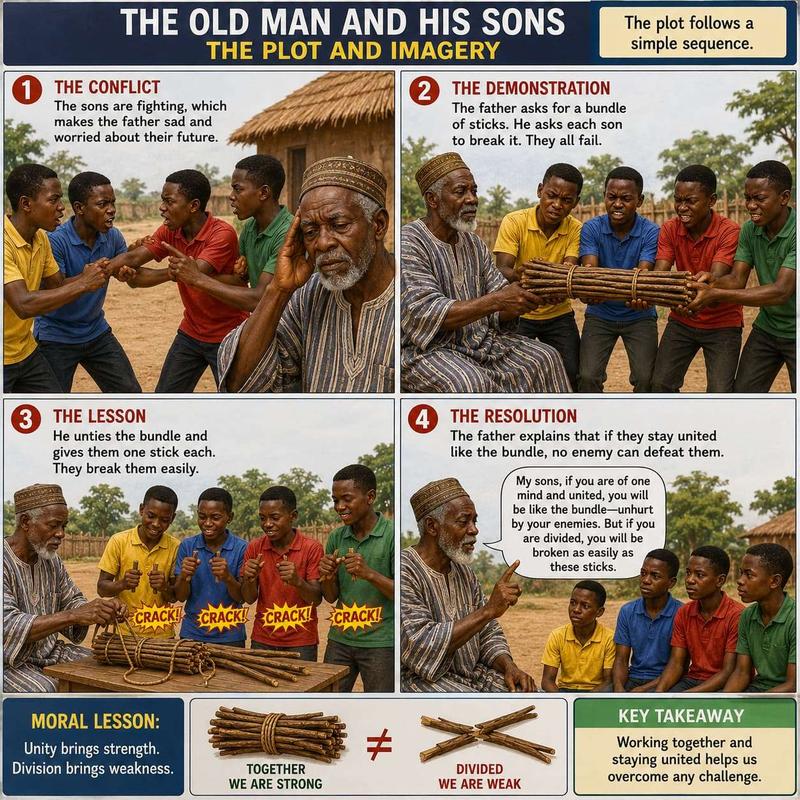 THE OLD MAN AND HIS SONS
THE PLOT AND IMAGERY
The plot follows a
simple sequence.
1 THE CONFLICT
The sons are fighting, which
makes the father sad and
worried about their future.
2 THE DEMONSTRATION
The father asks for a bundle
of sticks. He asks each son
to break it. They all fail.
3 THE LESSON
He unties the bundle and
gives them one stick each.
They break them easily.
CRACK!
CRACK!
CRACK!
CRACK!
4 THE RESOLUTION
The father explains that if they stay united
like the bundle, no enemy can defeat them.
My sons, if you are of one
mind and united, you will
be like the bundle—unhurt
by your enemies. But if you
are divided, you will be
broken as easily as
these sticks.
MORAL LESSON:
Unity brings strength.
Division brings weakness.
TOGETHER
WE ARE STRONG
≠
DIVIDED
WE ARE WEAK
KEY TAKEAWAY
Working together and
staying united helps us
overcome any challenge.